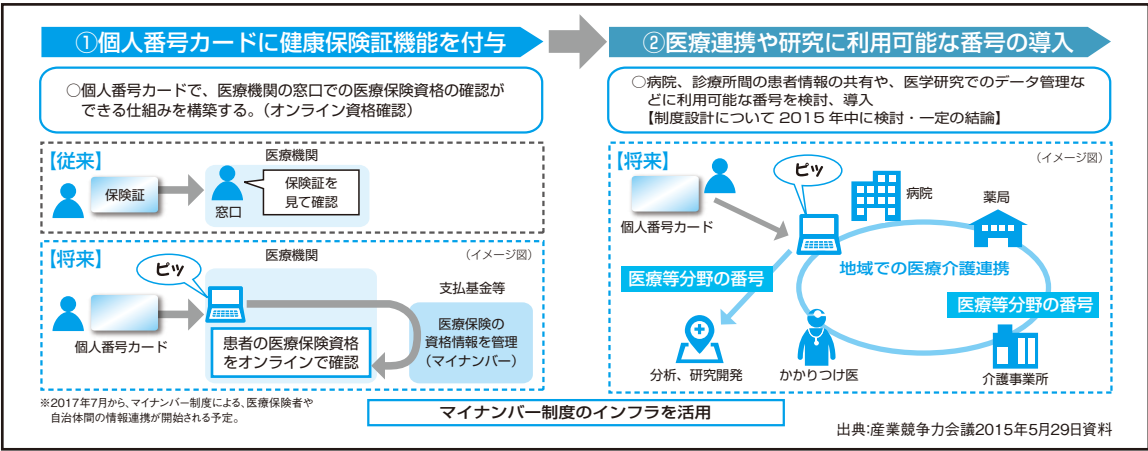 ①個人番号カードに健康保険証機能を付与
○個人番号カードで、医療機関の窓口での医療保険資格の確認が
できる仕組みを構築する。（オンライン資格確認）
【従来】
医療機関
保険証
窓口
保険証を
見て確認
【将来】
医療機関
（イメージ図）
ピッ
個人番号カード
支払基金等
患者の医療保険資格
をオンラインで確認
医療保険の
資格情報を管理
（マイナンバー）
※2017年7月から、マイナンバー制度による、医療保険者や
自治体間の情報連携が開始される予定。
②医療連携や研究に利用可能な番号の導入
○病院、診療所間の患者情報の共有や、医学研究でのデータ管理な
どに利用可能な番号を検討、導入
【制度設計について 2015 年中に検討・一定の結論】
【将来】
（イメージ図）
ピッ
個人番号カード
病院
薬局
地域での医療介護連携
医療等分野の番号
医療等分野の番号
分析、研究開発
かかりつけ医
介護事業所
マイナンバー制度のインフラを活用
出典:産業競争力会議2015年5月29日資料